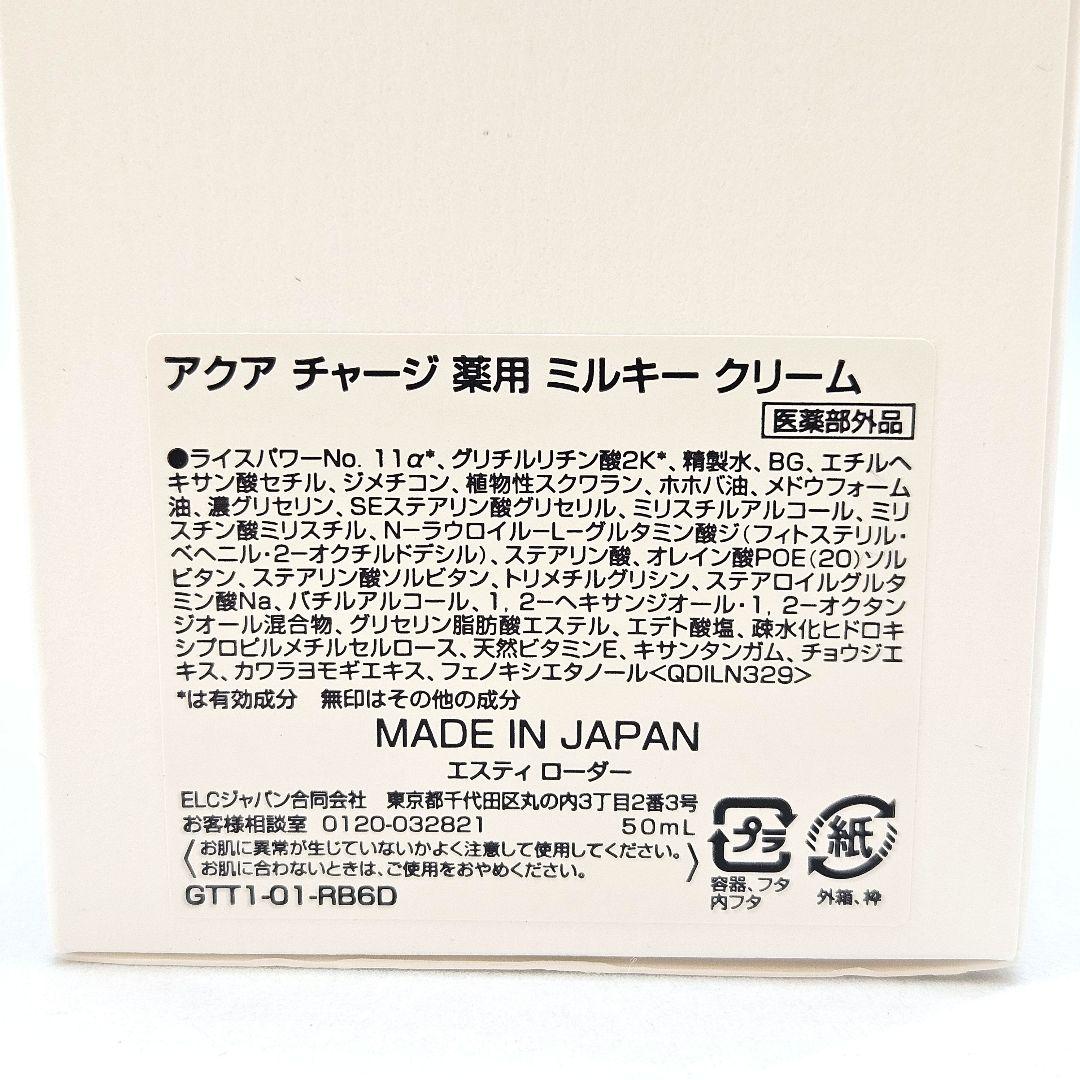 アクア チャージ 薬用 ミルキー クリーム
医薬部外品
●ライスパワーNo. 11α*、グリチルリチン酸2K*、精製水、BG、エチルヘ
キサン酸セチル、ジメチコン、植物性スクワラン、ホホバ油、メドウフォーム
油、濃グリセリン、SEステアリン酸グリセリル、ミリスチルアルコール、ミリ
スチン酸ミリスチル、N−ラウロイル−L−グルタミン酸ジ(フィトステリル・
ベヘニル・2−オクチルドデシル)、ステアリン酸、オレイン酸POE(20)ソル
ビタン、ステアリン酸ソルビタン、トリメチルグリシン、ステアロイルグルタ
ミン酸Na、バチルアルコール、1, 2−ヘキサンジオール・1, 2−オクタン
ジオール混合物、グリセリン脂肪酸エステル、エデト酸塩、疎水化ヒドロキ
シプロピルメチルセルロース、天然ビタミンE、キサンタンガム、チョウジエ
キス、カワラヨモギエキス、フェノキシエタノール<QDILN329>
*は有効成分　無印はその他の成分
MADE IN JAPAN
エスティ ローダー
ELCジャパン合同会社　東京都千代田区丸の内3丁目2番3号
お客様相談室 0120-032821　50mL
〈お肌に異常が生じていないかよく注意して使用してください。
お肌に合わないときは、ご使用をおやめください。〉
GTT1-01-RB6D
プラ
容器、フタ
内フタ
紙
外箱、枠